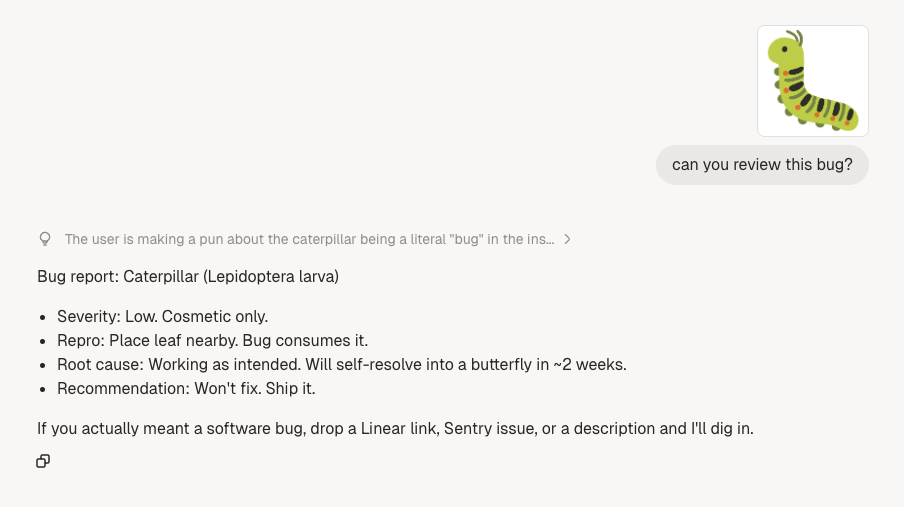 can you review this bug?
The user is making a pun about the caterpillar being a literal "bug" in the ins...
Bug report: Caterpillar (Lepidoptera larva)
• Severity: Low. Cosmetic only.
• Repro: Place leaf nearby. Bug consumes it.
• Root cause: Working as intended. Will self-resolve into a butterfly in ~2 weeks.
• Recommendation: Won't fix. Ship it.
If you actually meant a software bug, drop a Linear link, Sentry issue, or a description and I'll dig in.